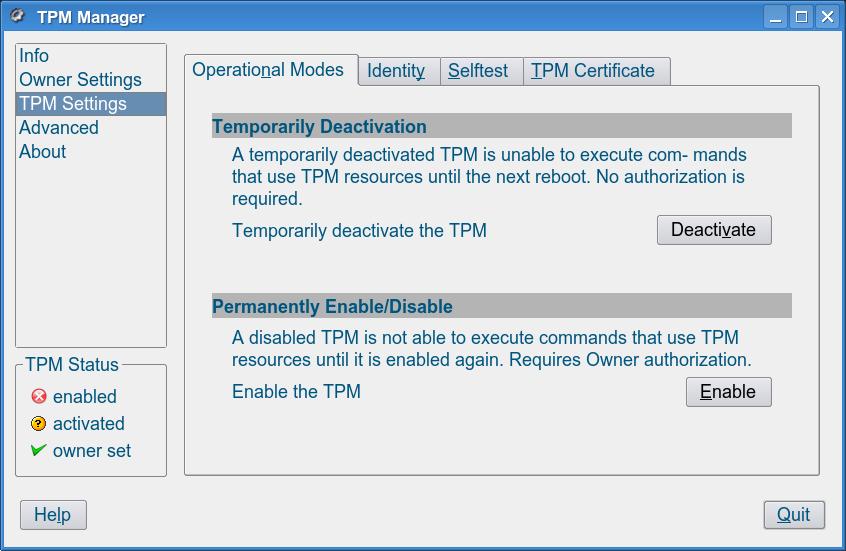 TPM Manager
Info
Owner Settings
TPM Settings
Advanced
About
TPM Status
enabled
activated
owner set
Operational Modes
Identity
Selftest
TPM Certificate
Temporarily Deactivation
A temporarily deactivated TPM is unable to execute com- mands
that use TPM resources until the next reboot. No authorization is
required.
Temporarily deactivate the TPM
Deactivate
Permanently Enable/Disable
A disabled TPM is not able to execute commands that use TPM
resources until it is enabled again. Requires Owner authorization.
Enable the TPM
Enable
Help
Quit